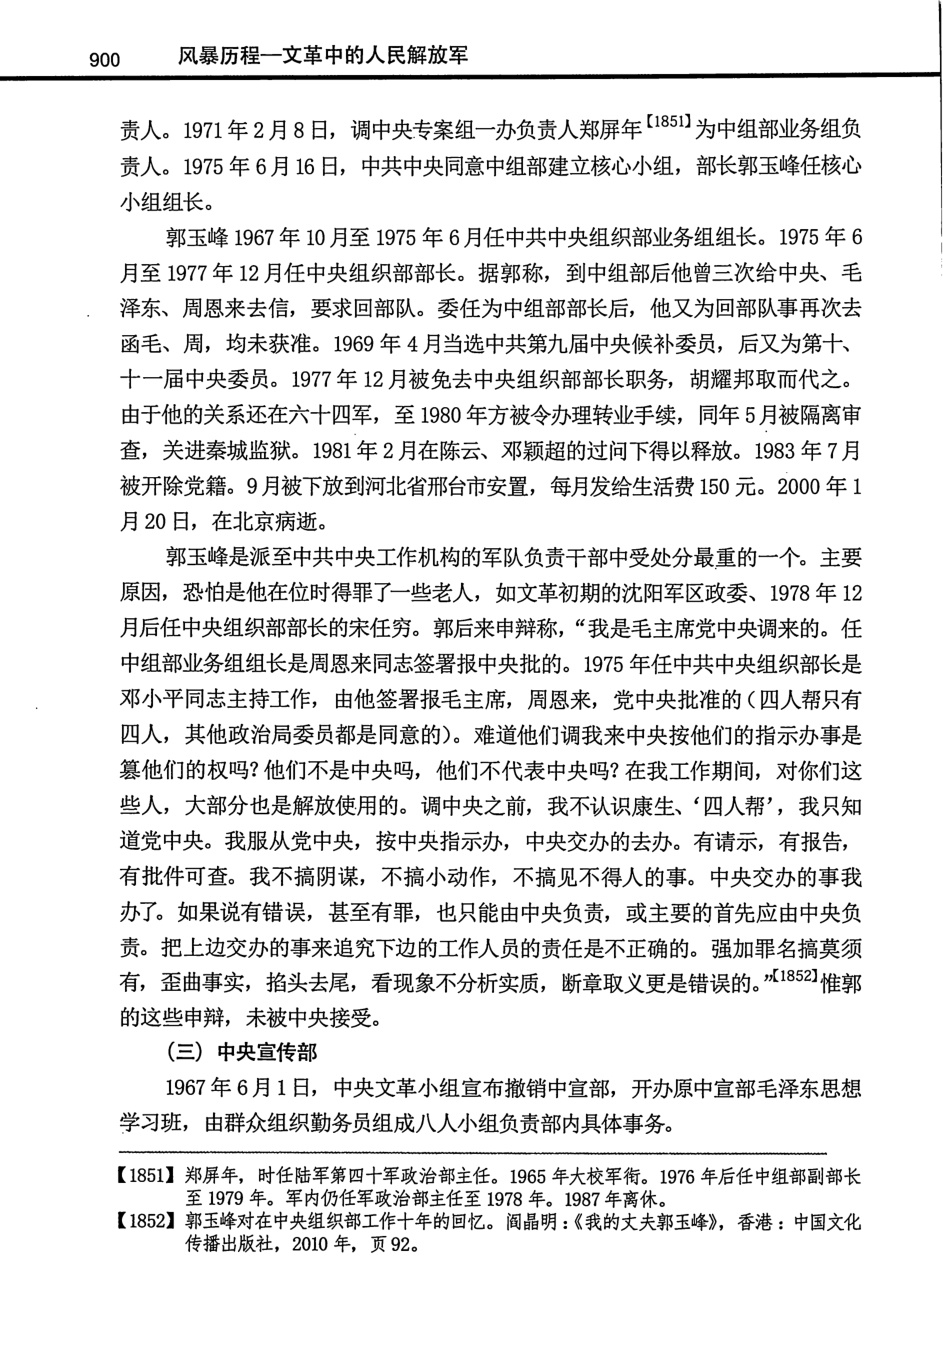 900 风暴历程—文革中的人民解放军
责人。1971年2月8日，调中央专案组一办负责人郑屏年【1851】为中组部业务组负
责人。1975年6月16日，中共中央同意中组部建立核心小组，部长郭玉峰任核心
小组组长。
郭玉峰1967年10月至1975年6月任中共中央组织部业务组组长。1975年6
月至1977年12月任中央组织部部长。据郭称，到中组部后他曾三次给中央、毛
泽东、周恩来去信，要求回部队。委任为中组部部长后，他又为回部队事再次去
函毛、周，均未获准。1969年4月当选中共第九届中央候补委员，后又为第十、
十一届中央委员。1977年12月被免去中央组织部部长职务，胡耀邦取而代之。
由于他的关系还在六十四军，至1980年方被令办理转业手续，同年5月被隔离审
查，关进秦城监狱。1981年2月在陈云、邓颖超的过问下得以释放。1983年7月
被开除党籍。9月被下放到河北省邢台市安置，每月发给生活费150元。2000年1
月20日，在北京病逝。
郭玉峰是派至中共中央工作机构的军队负责干部中受处分最重的一个。主要
原因，恐怕是他在位时得罪了一些老人，如文革初期的沈阳军区政委、1978年12
月后任中央组织部部长的宋任穷。郭后来申辩称，“我是毛主席党中央调来的。任
中组部业务组组长是周恩来同志签署报中央批的。1975年任中共中央组织部长是
邓小平同志主持工作，由他签署报毛主席，周恩来，党中央批准的（四人帮只有
四人，其他政治局委员都是同意的）。难道他们调我来中央按他们的指示办事是
篡他们的权吗？他们不是中央吗，他们不代表中央吗？在我工作期间，对你们这
些人，大部分也是解放使用的。调中央之前，我不认识康生、‘四人帮’，我只知
道党中央。我服从党中央，按中央指示办，中央交办的去办。有请示，有报告，
有批件可查。我不搞阴谋，不搞小动作，不搞见不得人的事。中央交办的事我
办了。如果说有错误，甚至有罪，也只能由中央负责，或主要的首先应由中央负
责。把上边交办的事来追究下边的工作人员的责任是不正确的。强加罪名搞莫须
有，歪曲事实，掐头去尾，看现象不分析实质，断章取义更是错误的。”【1852】惟郭
的这些申辩，未被中央接受。
（三）中央宣传部
1967年6月1日，中央文革小组宣布撤销中宣部，开办原中宣部毛泽东思想
学习班，由群众组织勤务员组成八人小组负责部内具体事务。
【1851】郑屏年，时任陆军第四十军政治部主任。1965年大校军衔。1976年后任中组部副部长
至1979年。军内仍任军政治部主任至1978年。1987年离休。
【1852】郭玉峰对在中央组织部工作十年的回忆。阎晶明：《我的丈夫郭玉峰》，香港：中国文化
传播出版社，2010年，页92。